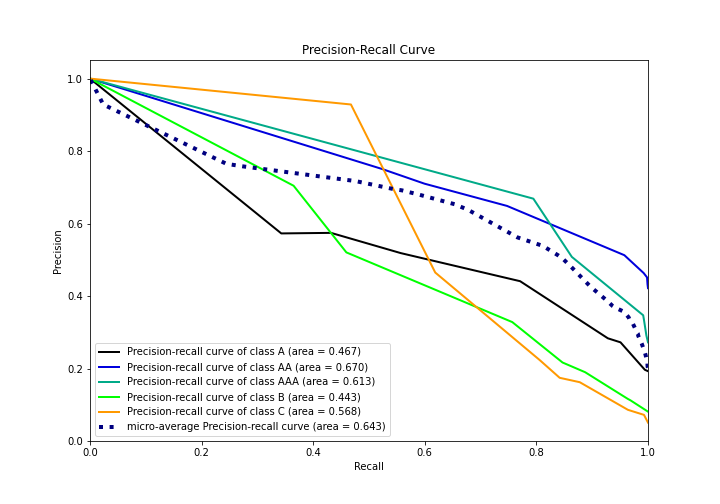 Precision-Recall Curve
1.0
0.8
0.6
0.4
0.2
0.0
Precision
Precision-recall curve of class A (area = 0.467)
Precision-recall curve of class AA (area = 0.670)
Precision-recall curve of class AAA (area = 0.613)
Precision-recall curve of class B (area = 0.443)
Precision-recall curve of class C (area = 0.568)
micro-average Precision-recall curve (area = 0.643)
0.0 0.2 0.4 0.6 0.8 1.0
Recall